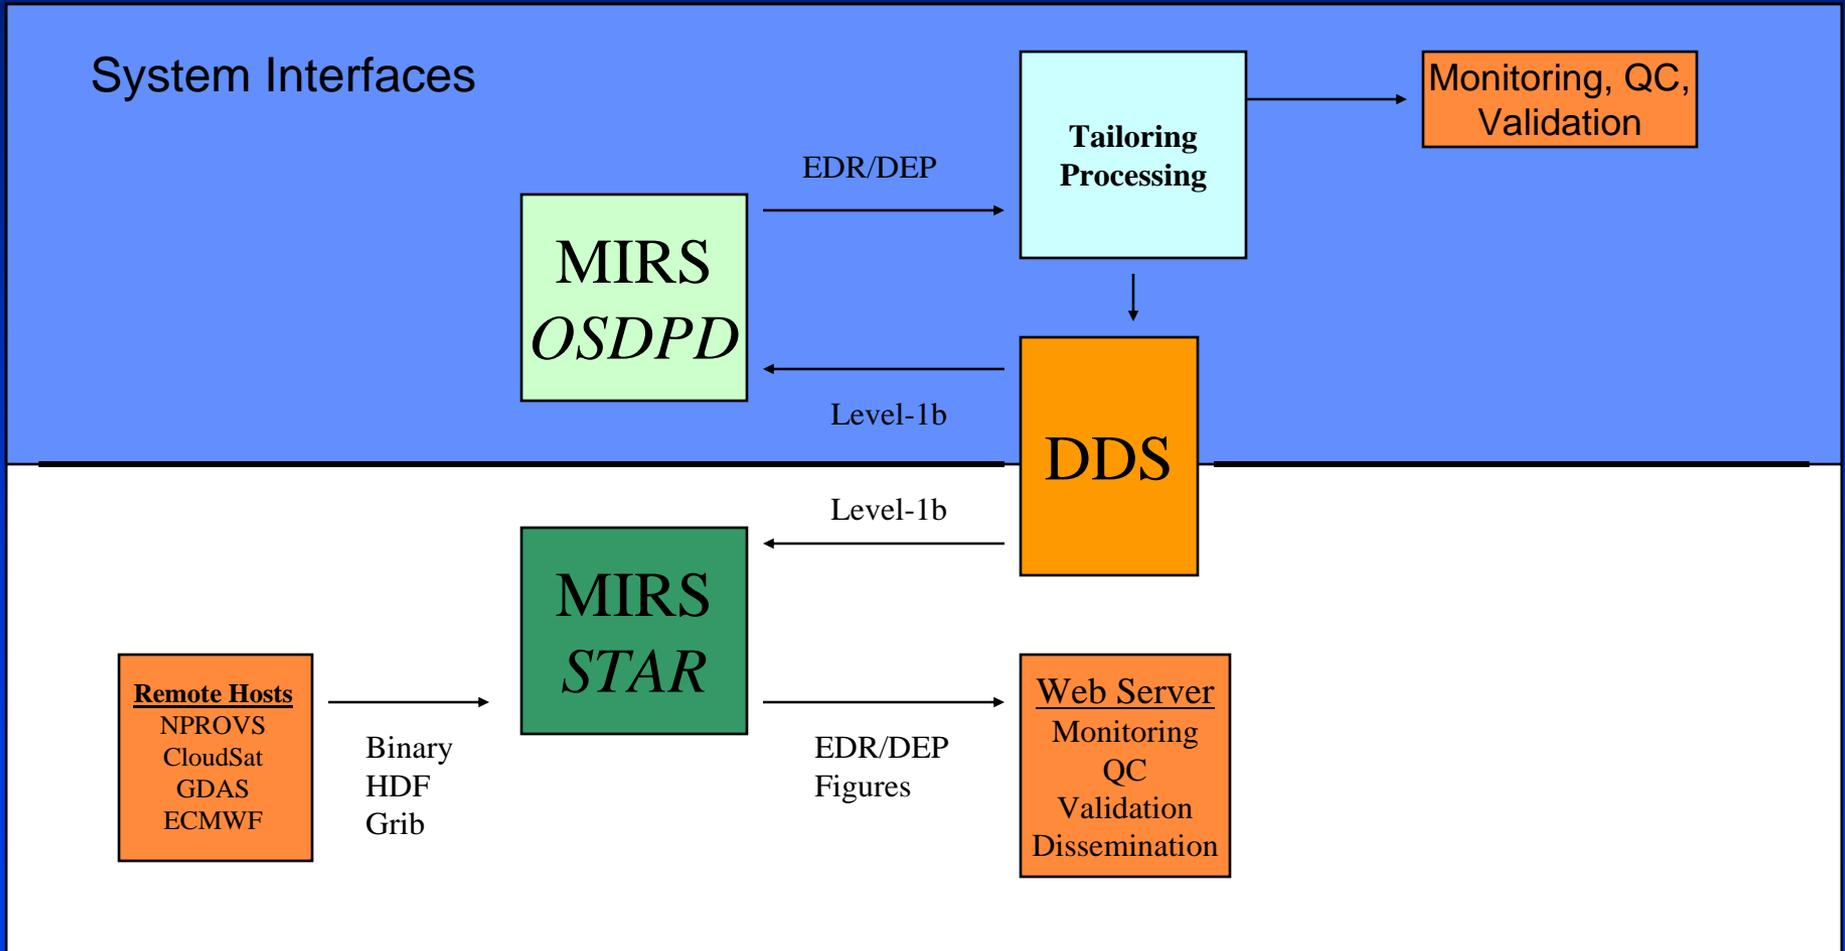 System Interfaces
Monitoring, QC,
Validation
Tailoring
Processing
EDR/DEP
MIRS
OSDPD
Level-1b
DDS
Level-1b
MIRS
STAR
Remote Hosts
NPROVS
CloudSat
GDAS
ECMWF
Binary
HDF
Grib
EDR/DEP
Figures
Web Server
Monitoring
QC
Validation
Dissemination